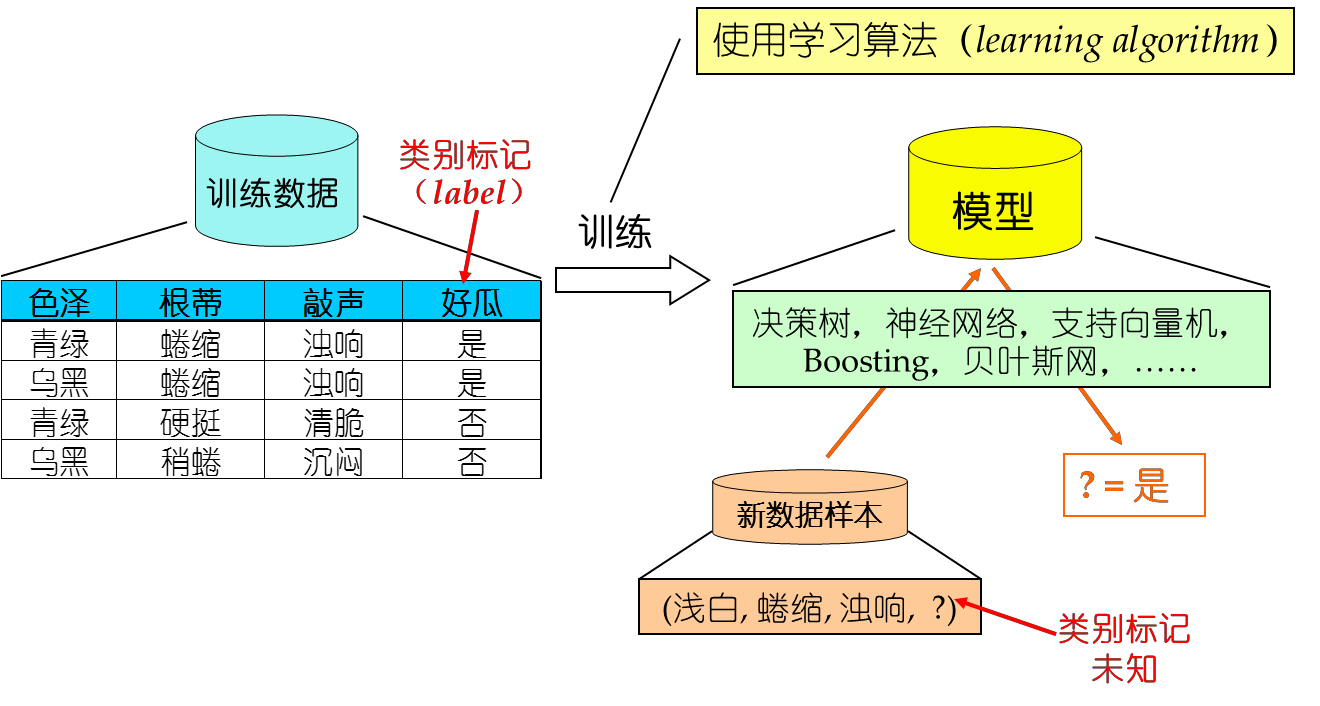 使用学习算法（learning algorithm）
训练数据
类别标记
（label）
训练
模型
色泽 根蒂 敲声 好瓜
青绿 蜷缩 浊响 是
乌黑 蜷缩 浊响 是
青绿 硬挺 清脆 否
乌黑 稍蜷 沉闷 否
决策树，神经网络，支持向量机，
Boosting，贝叶斯网，……
? = 是
新数据样本
(浅白, 蜷缩, 浊响, ?)
类别标记
未知